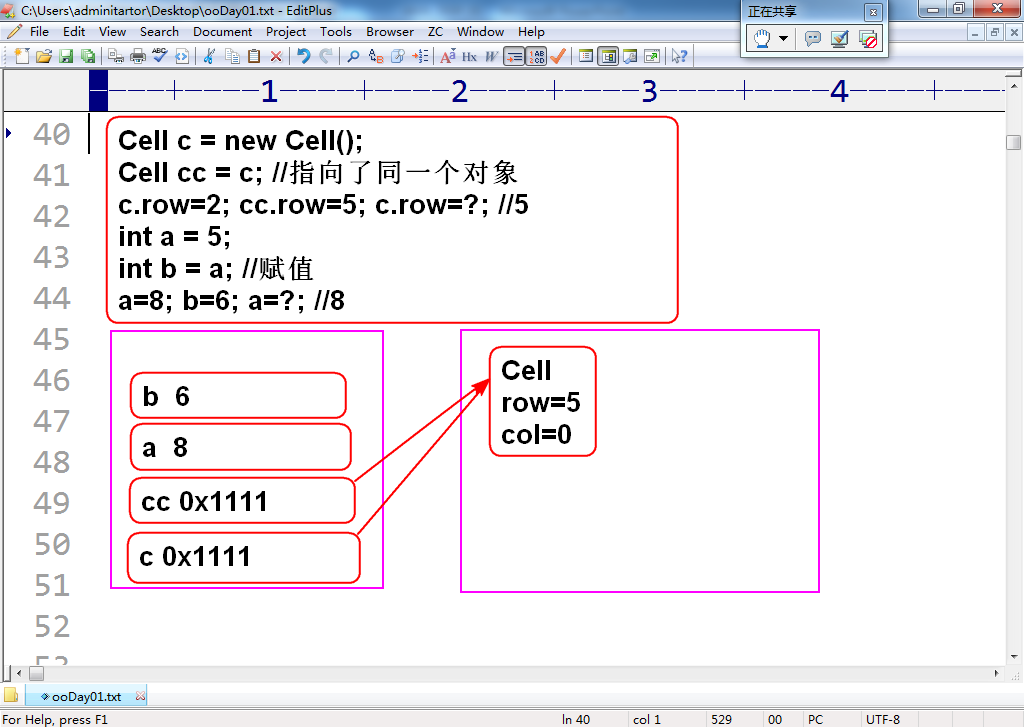 C:\Users\adminitartor\Desktop\ooDay01.txt - EditPlus
正在共享
File Edit View Search Document Project Tools Browser ZC Window Help
1 2 3 4
40
41
42
43
44
45
46
47
48
49
50
51
52
Cell c = new Cell();
Cell cc = c; //指向了同一个对象
c.row=2; cc.row=5; c.row=?; //5
int a = 5;
int b = a; //赋值
a=8; b=6; a=?; //8
b 6
a 8
cc 0x1111
c 0x1111
Cell
row=5
col=0
ooDay01.txt
For Help, press F1 ln 40 col 1 529 00 PC UTF-8